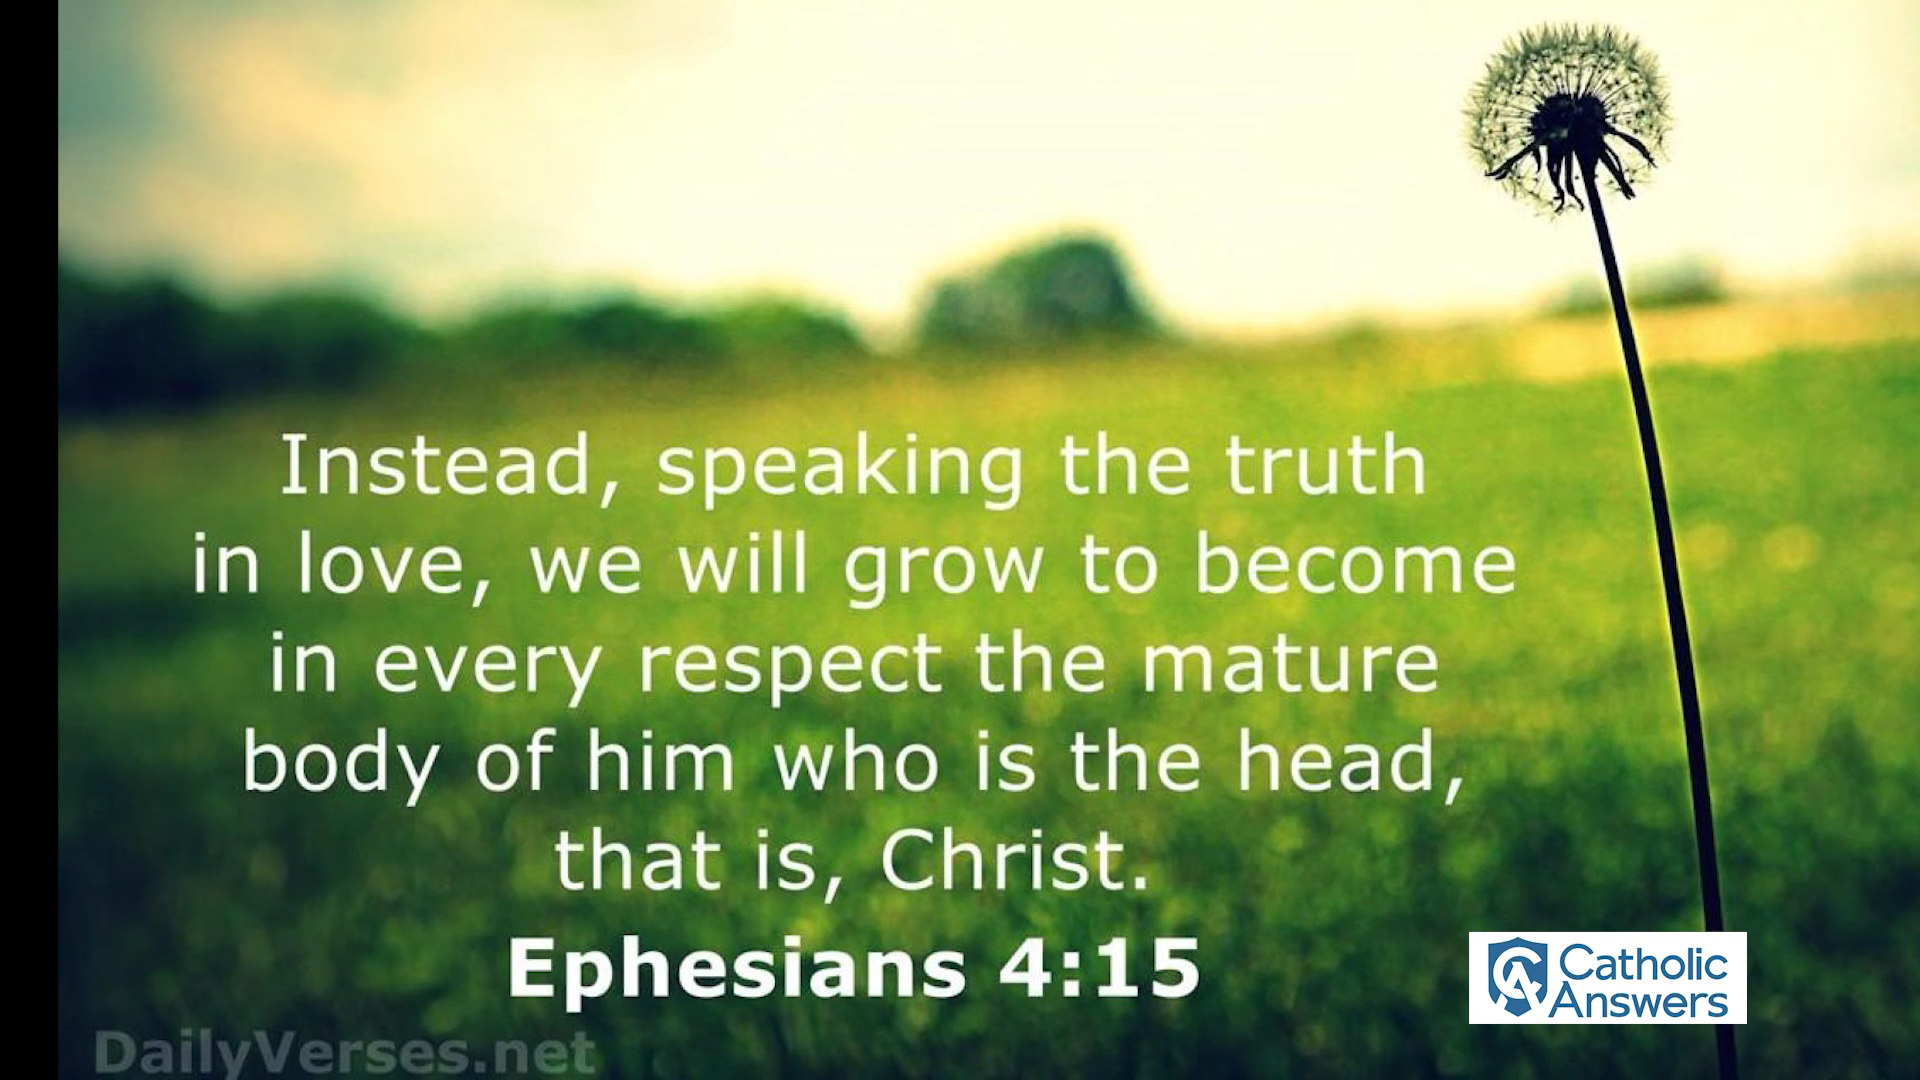 Instead, speaking the truth
in love, we will grow to become
in every respect the mature
body of him who is the head,
that is, Christ.
Ephesians 4:15
Catholic
Answers
DailyVerses.net